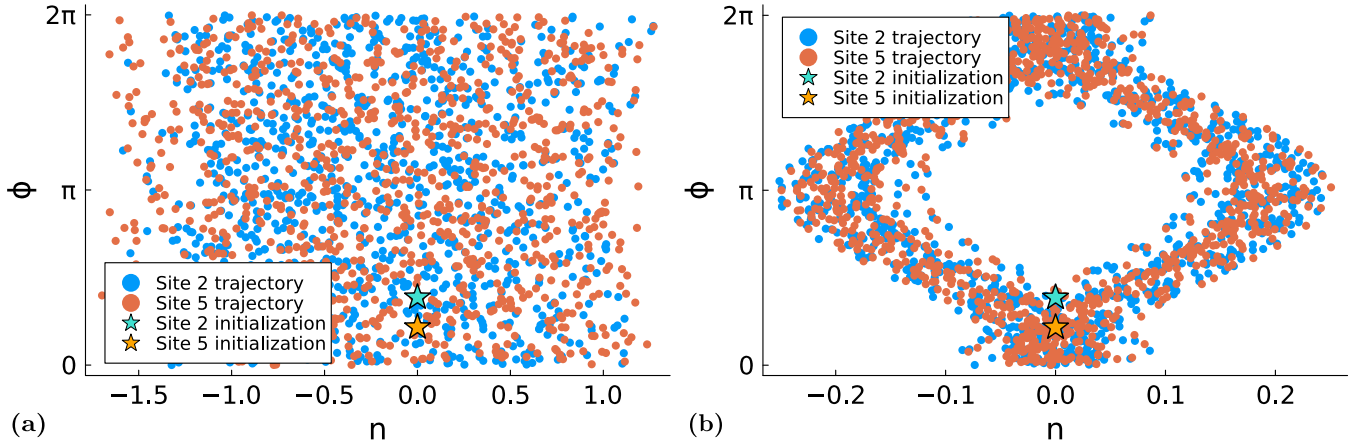 2π
π
0
ϕ
Site 2 trajectory
Site 5 trajectory
Site 2 initialization
Site 5 initialization
−1.5
−1.0
−0.5
0.0
0.5
1.0
n
(a)
2π
π
0
ϕ
Site 2 trajectory
Site 5 trajectory
Site 2 initialization
Site 5 initialization
−0.2
−0.1
0.0
0.1
0.2
n
(b)